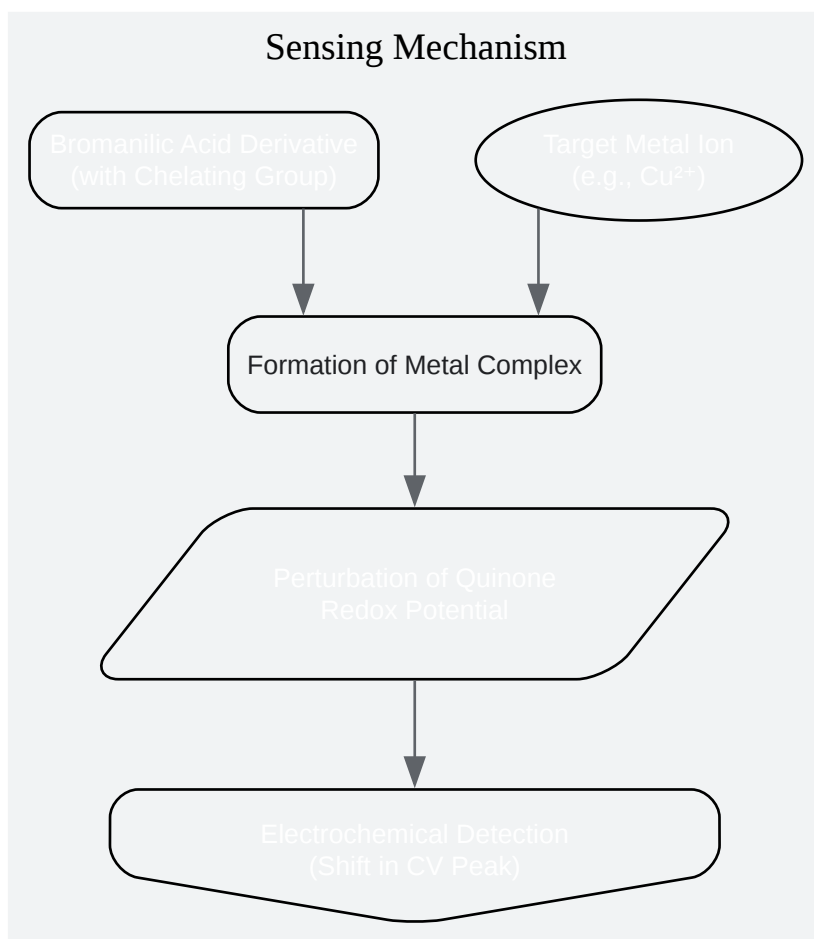 Sensing Mechanism
Bromanilic Acid Derivative
(with Chelating Group)
Target Metal Ion
(e.g., Cu²⁺)
Formation of Metal Complex
Perturbation of Quinone
Redox Potential
Electrochemical Detection
(Shift in CV Peak)